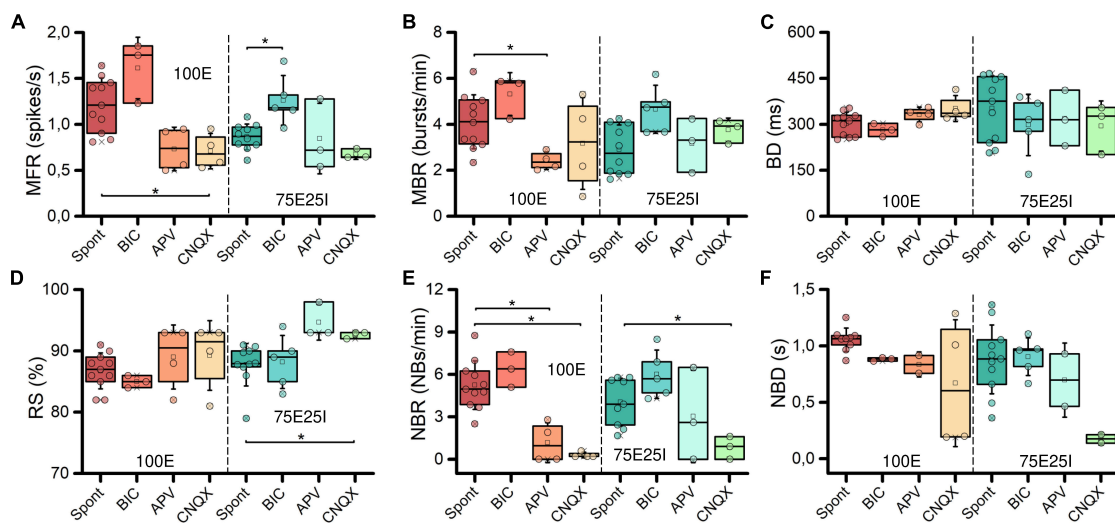 A
MFR (spikes/s)
2,0
1,5
1,0
0,5
0,0
100E
*
*
75E25I
Spont
BIC
APV
CNQX
Spont
BIC
APV
CNQX
B
MBR (bursts/min)
8
6
4
2
0
*
100E
75E25I
Spont
BIC
APV
CNQX
Spont
BIC
APV
CNQX
C
BD (ms)
600
450
300
150
0
100E
75E25I
Spont
BIC
APV
CNQX
Spont
BIC
APV
CNQX
D
RS (%)
100
90
80
70
100E
75E25I
*
Spont
BIC
APV
CNQX
Spont
BIC
APV
CNQX
E
NBR (NBs/min)
12
9
6
3
0
*
*
*
100E
75E25I
Spont
BIC
APV
CNQX
Spont
BIC
APV
CNQX
F
NBD (s)
1,5
1,0
0,5
0,0
100E
75E25I
Spont
BIC
APV
CNQX
Spont
BIC
APV
CNQX